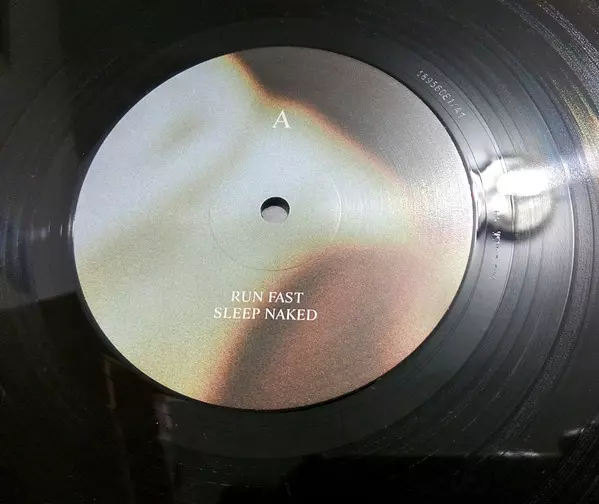 A
RUN FAST
SLEEP NAKED